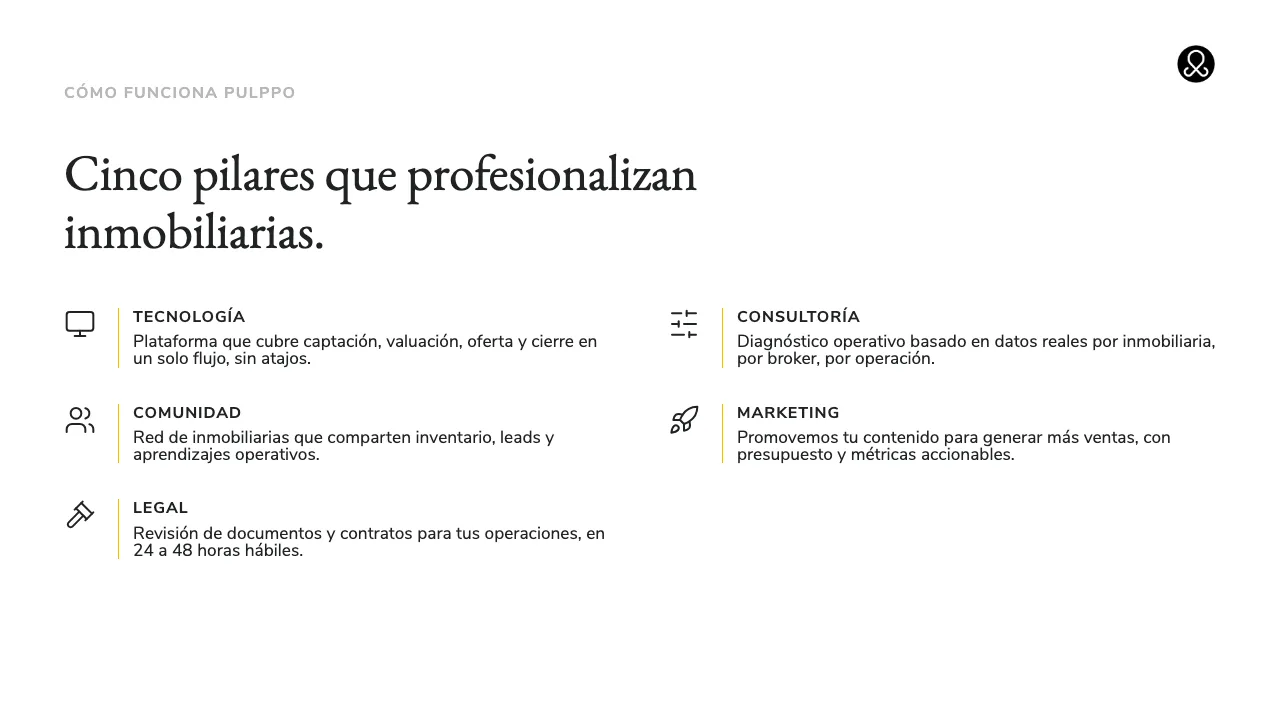 CÓMO FUNCIONA PULPPO
Cinco pilares que profesionalizan
inmobiliarias.
TECNOLOGÍA
Plataforma que cubre captación, valuación, oferta y cierre en
un solo flujo, sin atajos.
CONSULTORÍA
Diagnóstico operativo basado en datos reales por inmobiliaria,
por broker, por operación.
COMUNIDAD
Red de inmobiliarias que comparten inventario, leads y
aprendizajes operativos.
MARKETING
Promovemos tu contenido para generar más ventas, con
presupuesto y métricas accionables.
LEGAL
Revisión de documentos y contratos para tus operaciones, en
24 a 48 horas hábiles.